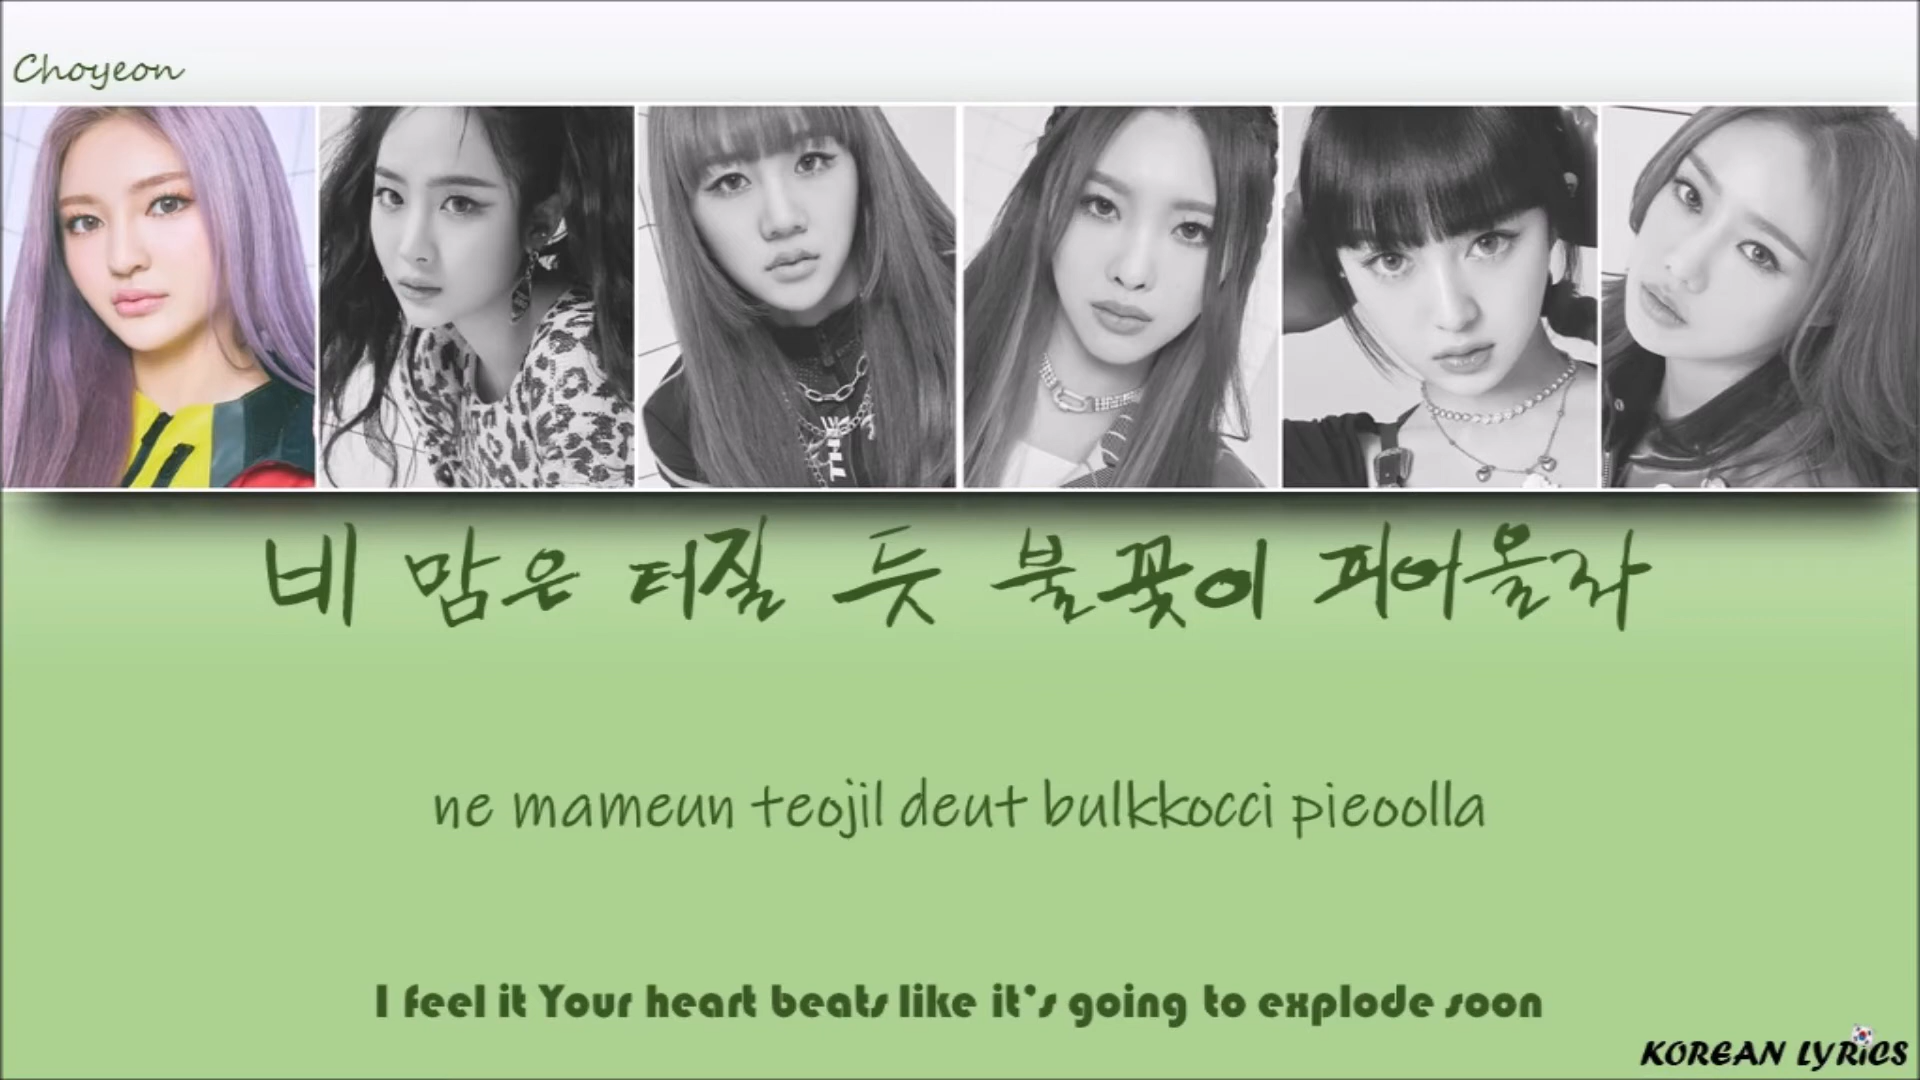 Choyeon
네 맘은 터질 듯 불꽃이 피어올라
ne mameun teojil deut bulkkocci pieoolla
I feel it Your heart beats like it's going to explode soon
KOREAN LYRiCS